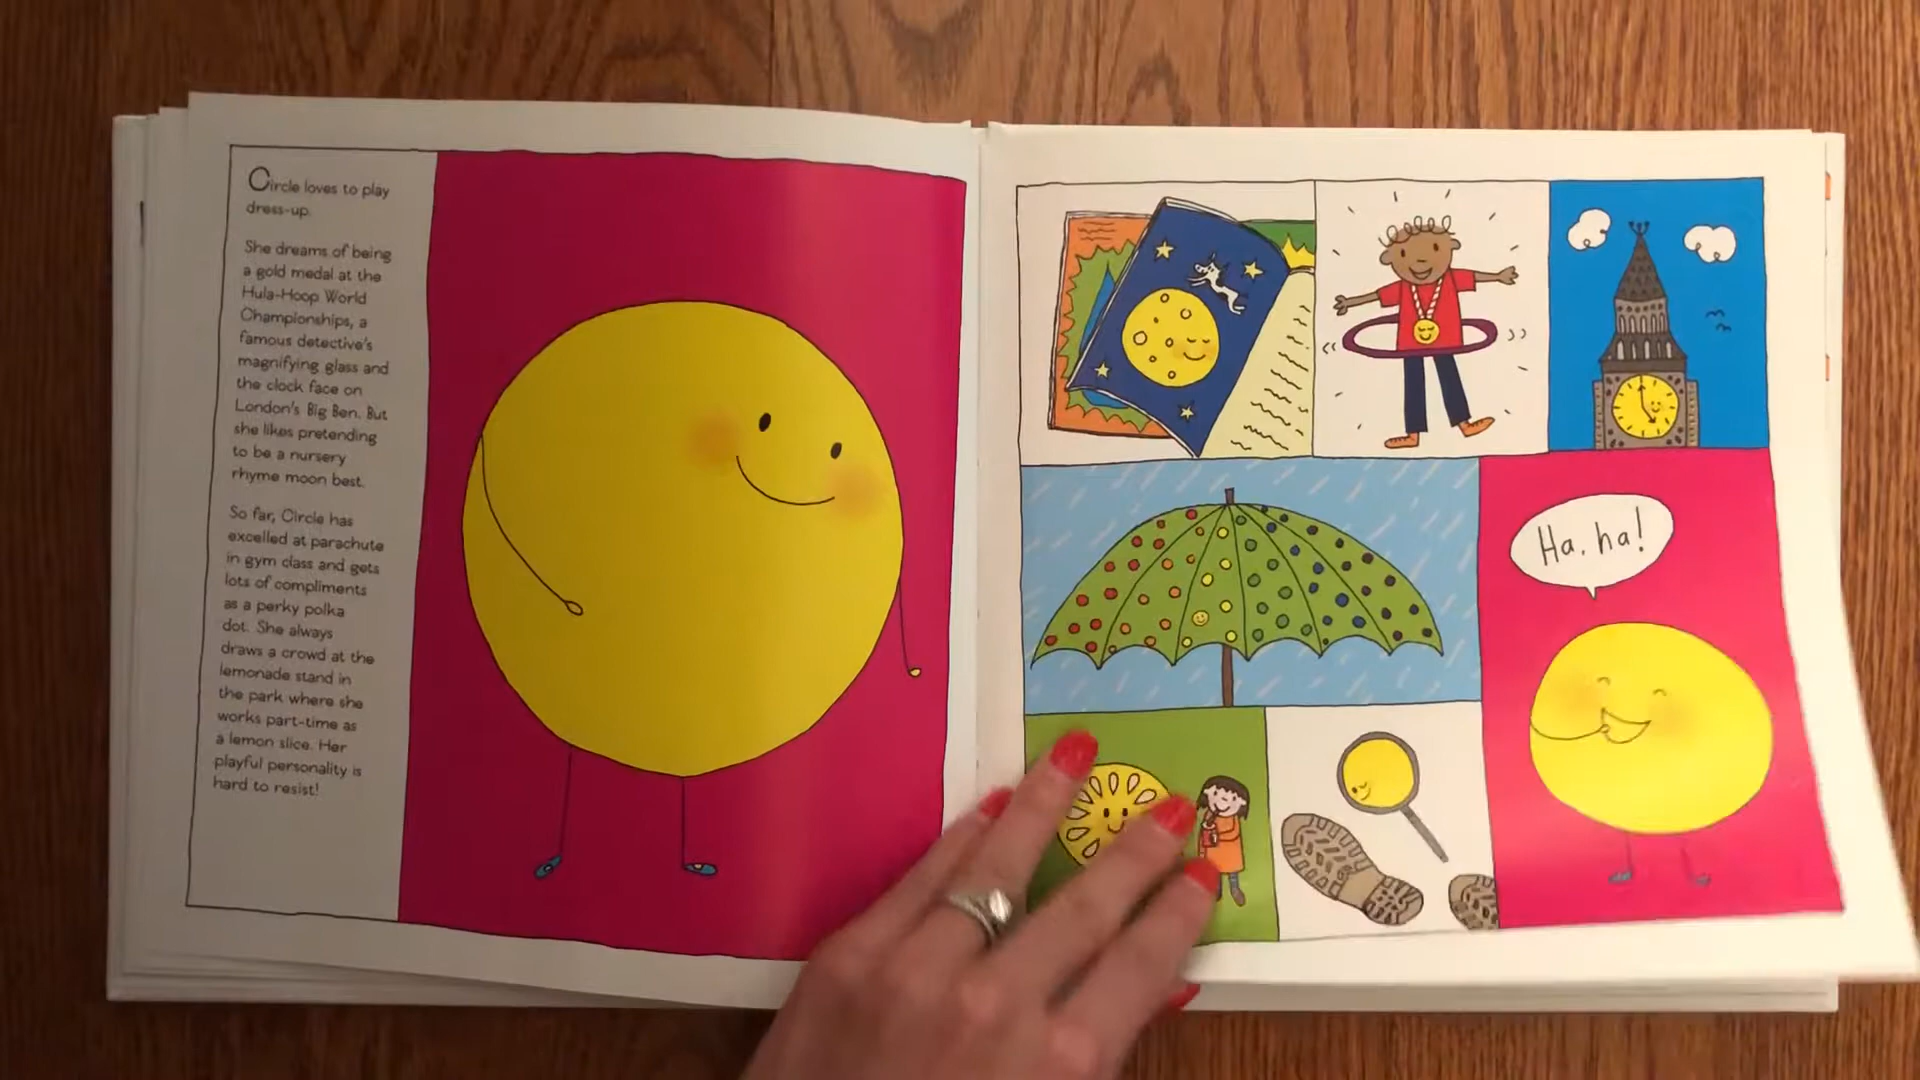 Circle loves to play
dress-up.
She dreams of being
a gold medal at the
Hula-Hoop World
Championships, a
famous detective's
magnifying glass and
the clock face on
London's Big Ben. But
she likes pretending
to be a nursery
rhyme moon best.
So far, Circle has
excelled at parachute
in gym class and gets
lots of compliments
as a perky polka
dot. She always
draws a crowd at the
lemonade stand in
the park where she
works part-time as
a lemon slice. Her
playful personality is
hard to resist!
Ha, ha!